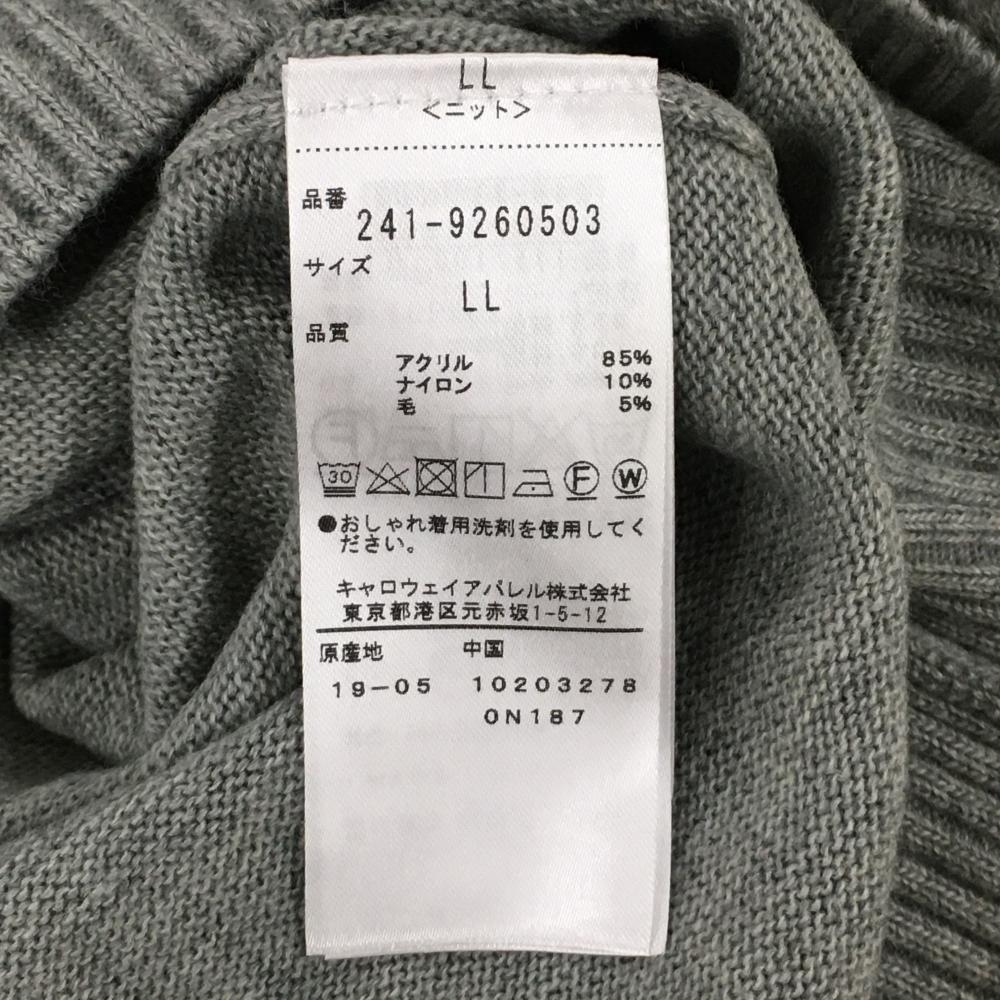 LL
<ニット>
品番
241-9260503
サイズ
LL
品質
アクリル 85%
ナイロン 10%
毛 5%
30 F W
●おしゃれ着用洗剤を使用してく
ださい。
キャロウェイアパレル株式会社
東京都港区元赤坂1-5-12
原産地 中国
19-05 10203278
0N187